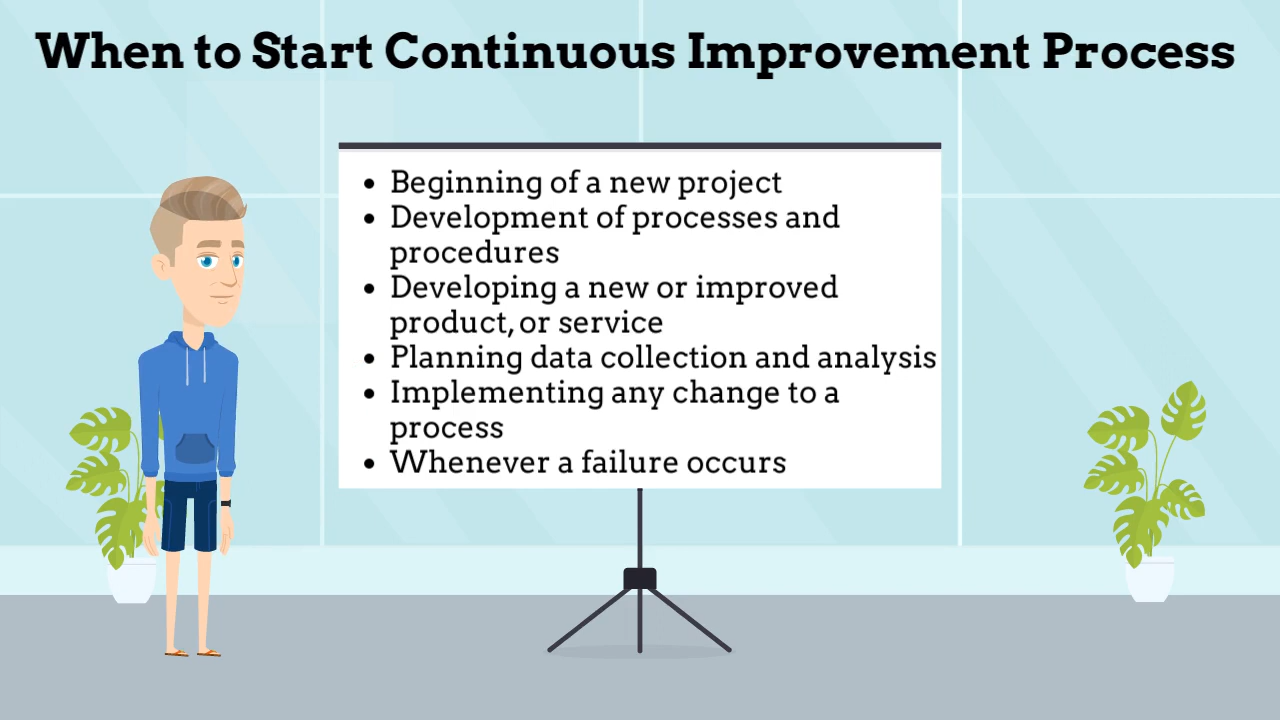 When to Start Continuous Improvement Process
• Beginning of a new project
• Development of processes and
procedures
• Developing a new or improved
product, or service
• Planning data collection and analysis
• Implementing any change to a
process
• Whenever a failure occurs